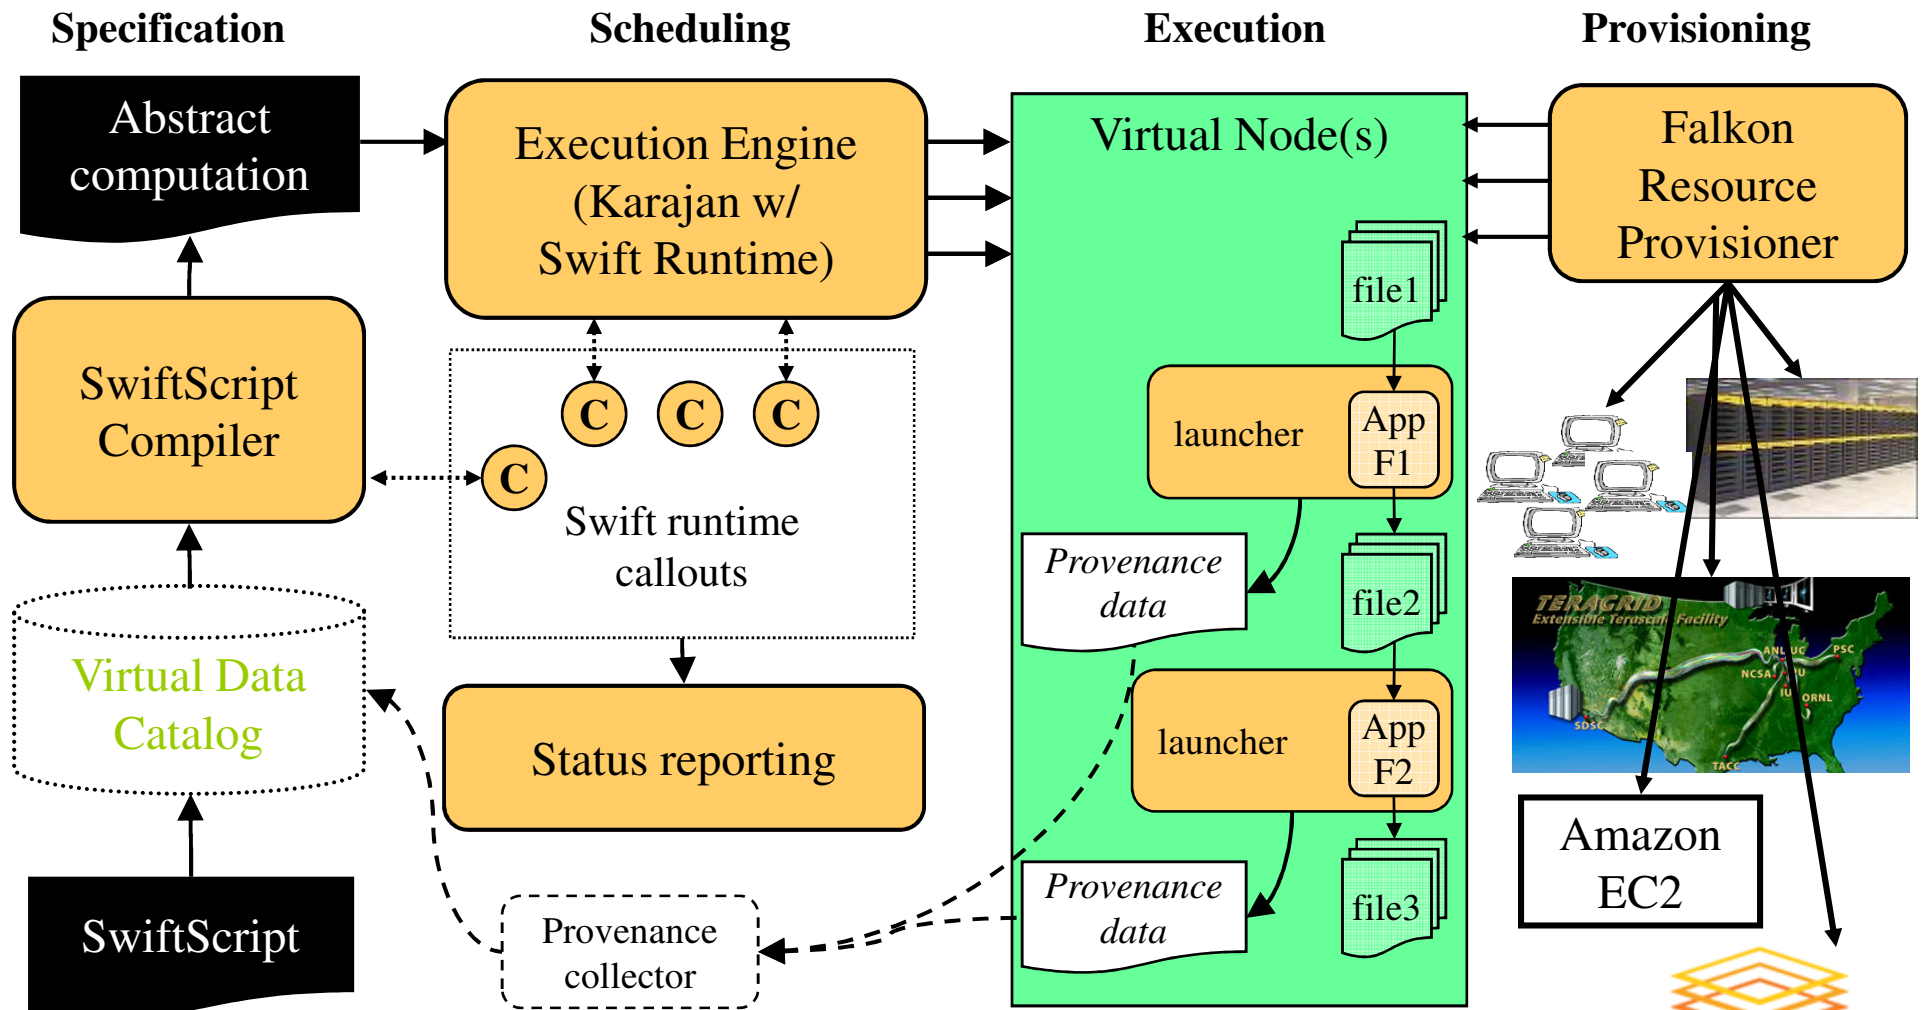 Specification
Scheduling
Execution
Provisioning
Abstract
computation
SwiftScript
Compiler
Virtual Data
Catalog
SwiftScript
Execution Engine
(Karajan w/
Swift Runtime)
C
C
C
C
Swift runtime
callouts
Status reporting
Provenance
collector
Virtual Node(s)
file1
launcher
App
F1
Provenance
data
file2
launcher
App
F2
Provenance
data
file3
Falkon
Resource
Provisioner
TERAGRID
Extensible Terascale Facility
ANL UC
PSC
NCSA
PU
IU
ORNL
SDSC
TACC
Amazon
EC2